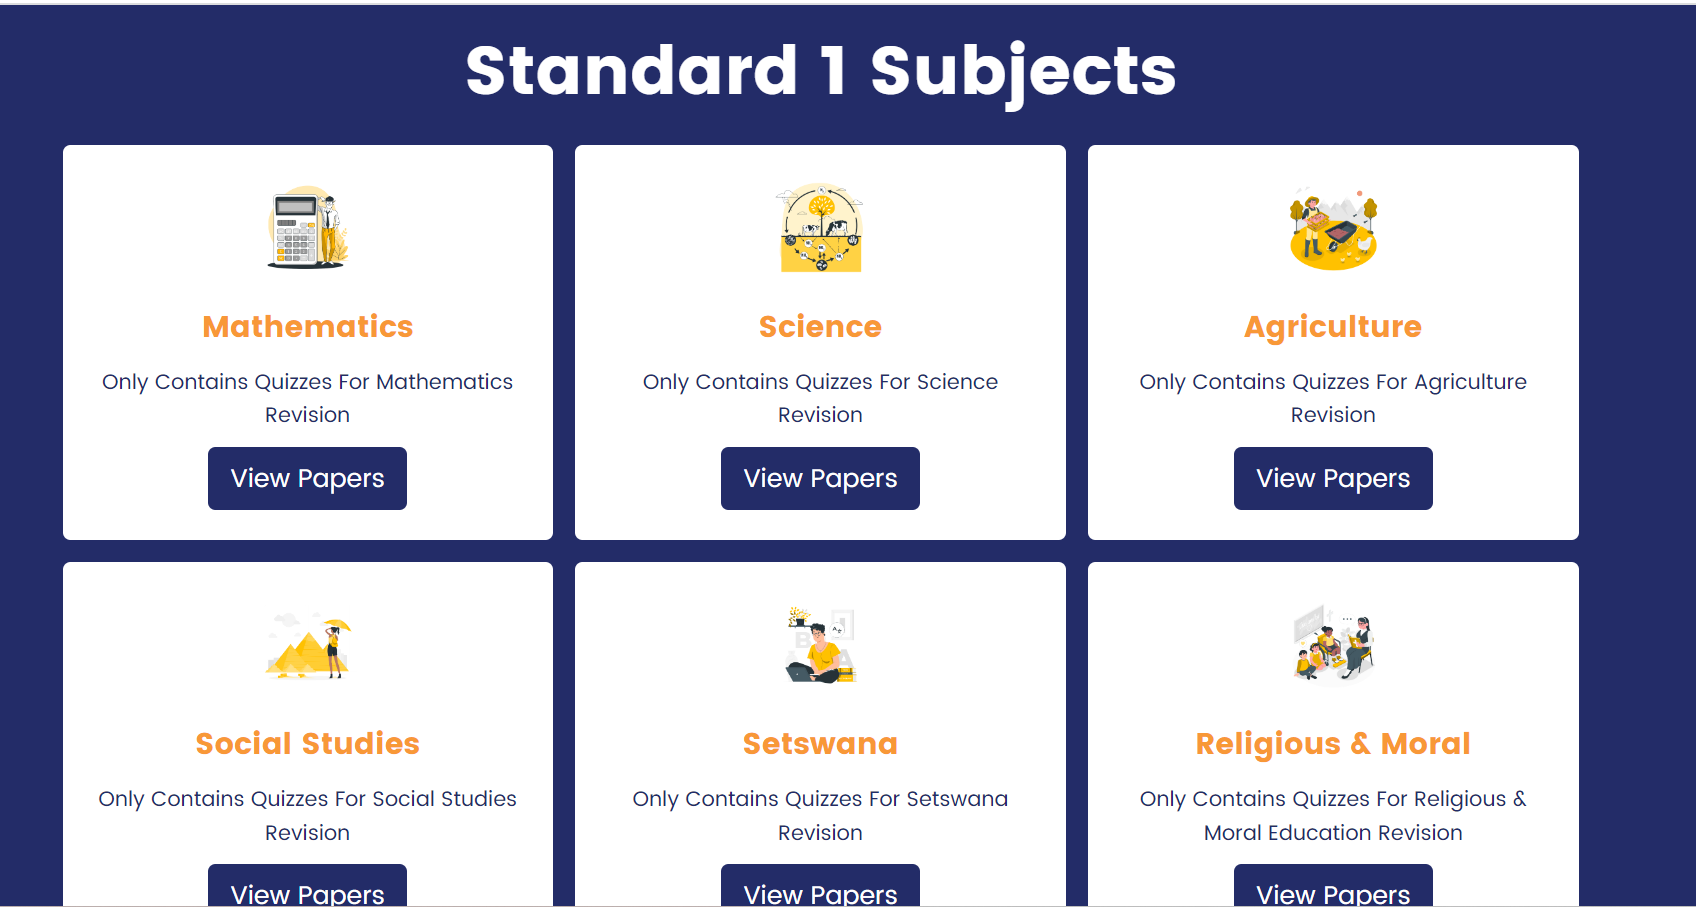 Standard 1 Subjects
Mathematics
Only Contains Quizzes For Mathematics
Revision
View Papers
Science
Only Contains Quizzes For Science
Revision
View Papers
Agriculture
Only Contains Quizzes For Agriculture
Revision
View Papers
Social Studies
Only Contains Quizzes For Social Studies
Revision
View Papers
Setswana
Only Contains Quizzes For Setswana
Revision
View Papers
Religious & Moral
Only Contains Quizzes For Religious &
Moral Education Revision
View Papers